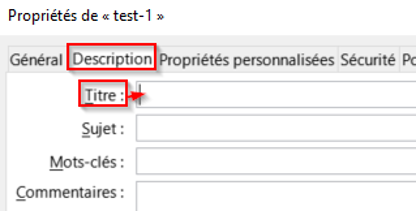 Propriétés de « test-1 »
Général Description Propriétés personnalisées Sécurité
Titre :
Sujet :
Mots-clés :
Commentaires :